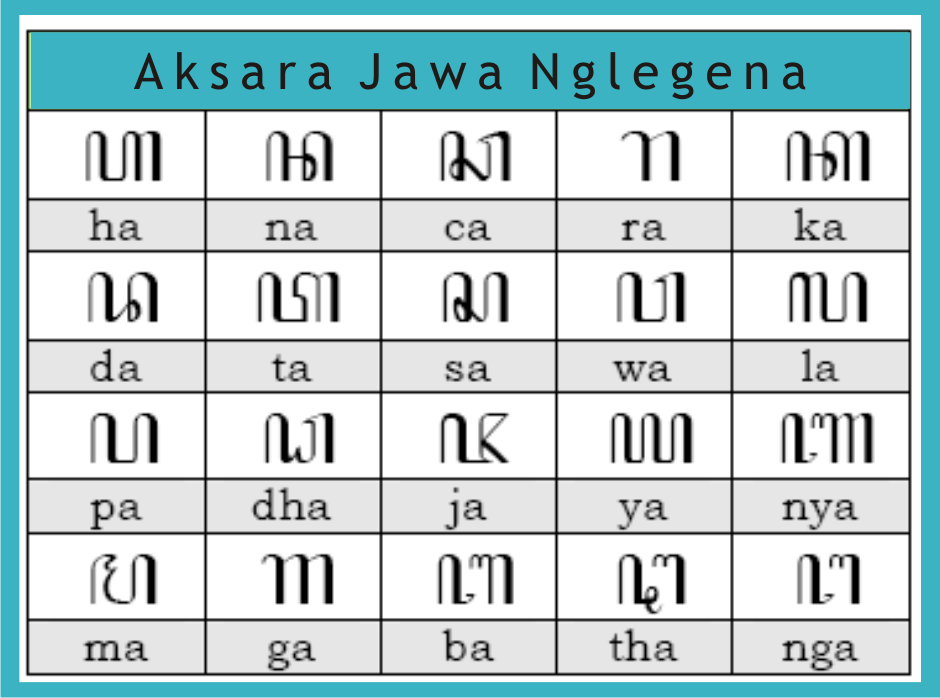 Aksara Jawa Nglegena
ꦲ ꦤ ꦕ ꦫ ꦏ
ha na ca ra ka
ꦢ ꦠ ꦱ ꦮ ꦭ
da ta sa wa la
ꦥ ꦝ ꦗ ꦪ ꦚ
pa dha ja ya nya
ꦩ ꦒ ꦧ ꦛ ꦔ
ma ga ba tha nga